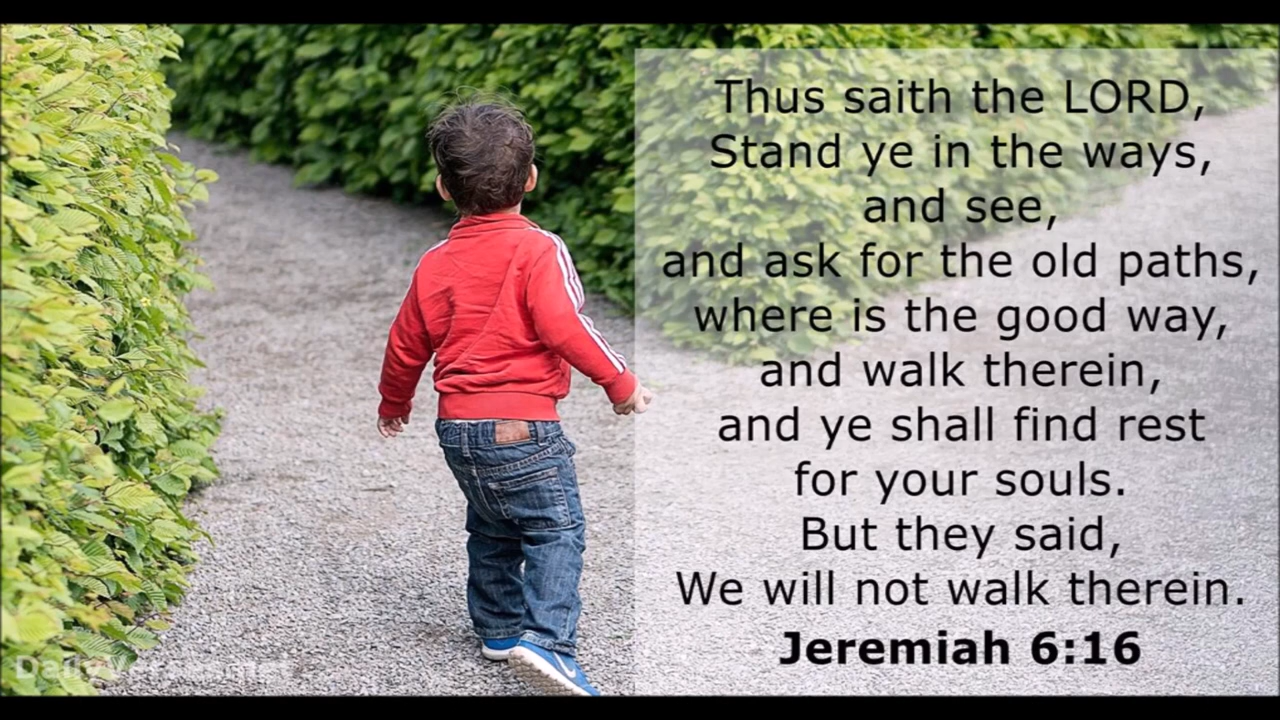 Thus saith the LORD,
Stand ye in the ways,
and see,
and ask for the old paths,
where is the good way,
and walk therein,
and ye shall find rest
for your souls.
But they said,
We will not walk therein.
Jeremiah 6:16
DailyVerses.net